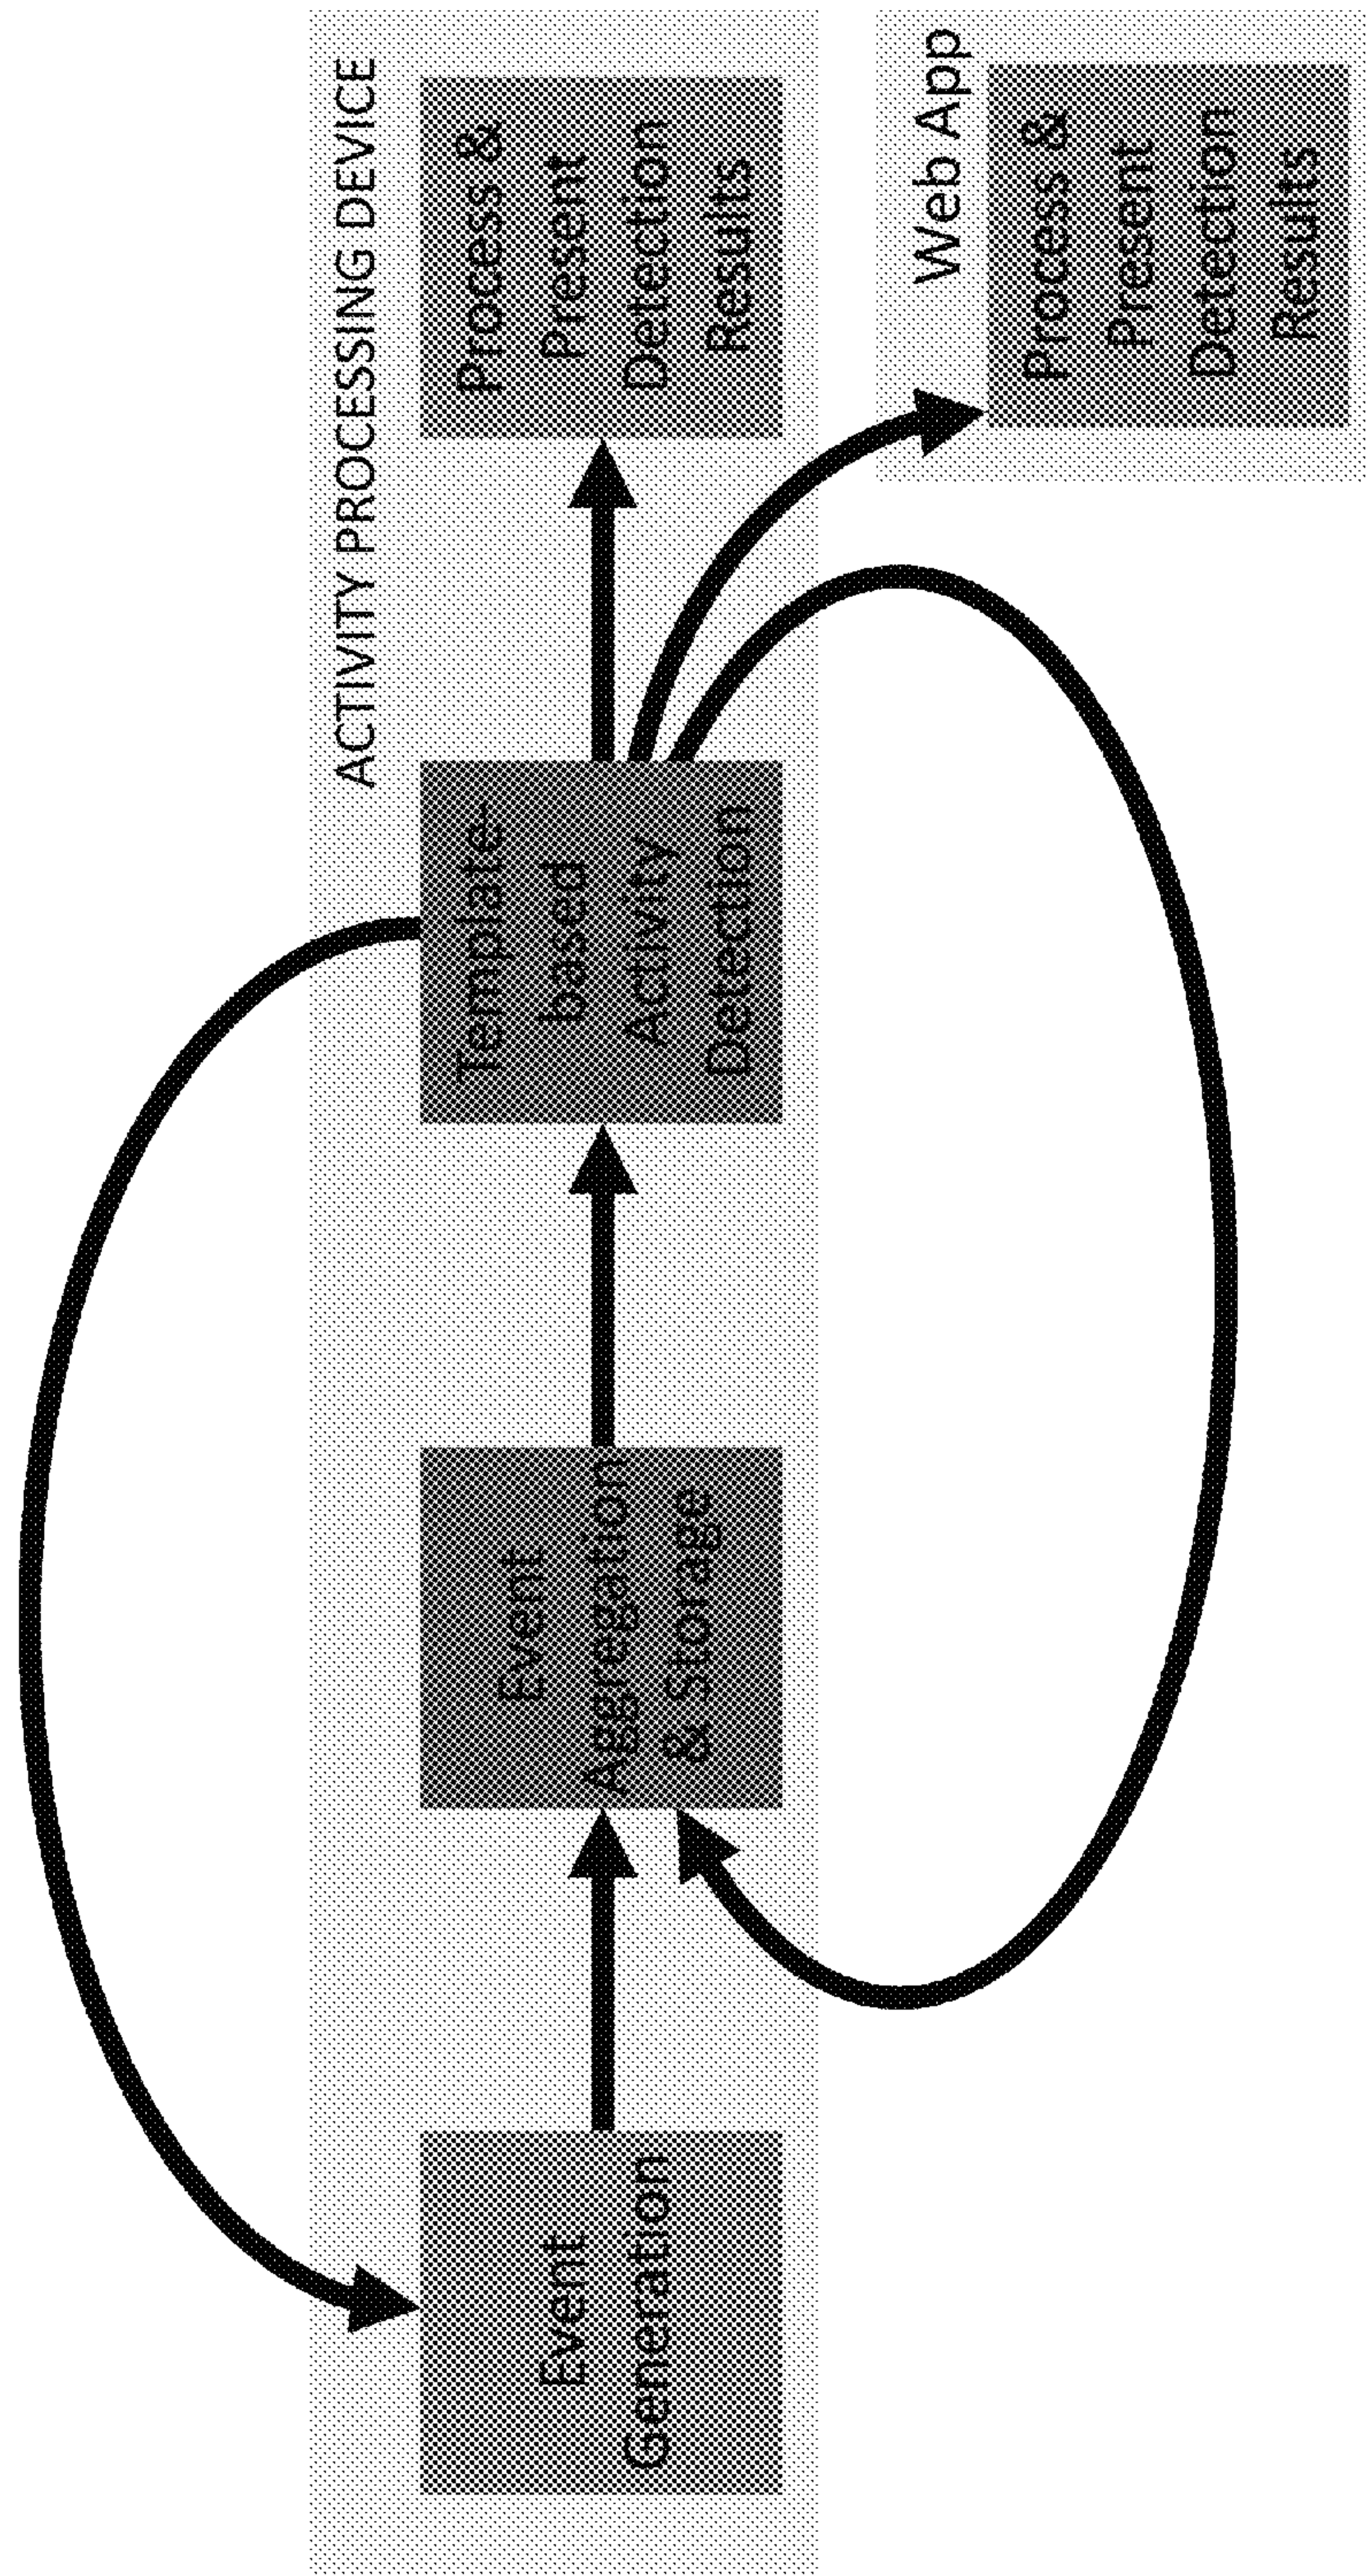 ACTIVITY PROCESSING DEVICE
Event
Generation
Event
Aggregation
& Storage
Template-
based
Activity
Detection
Process &
Present
Detection
Results
Web App
Process &
Present
Detection
Results